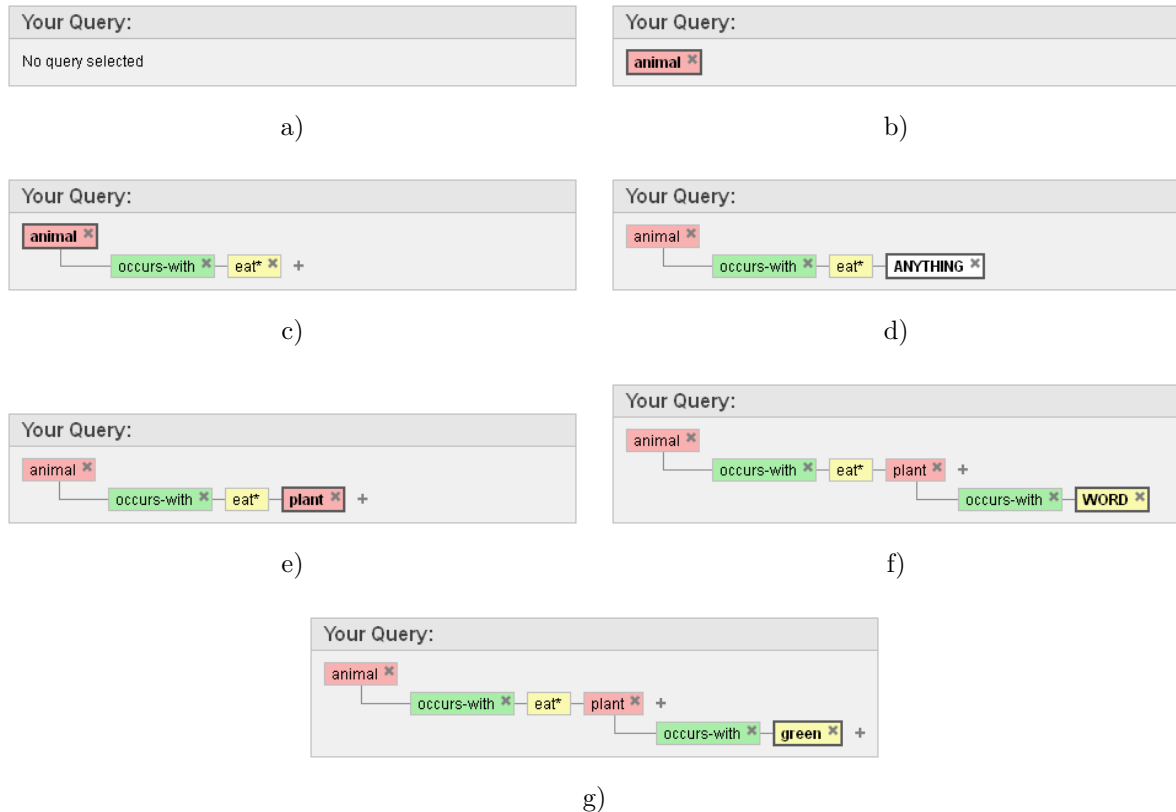 Your Query:
No query selected
a)
Your Query:
animal ×
b)
Your Query:
animal ×
occurs-with × eat* × +
c)
Your Query:
animal ×
occurs-with × eat* ANYTHING ×
d)
Your Query:
animal ×
occurs-with × eat* plant × +
e)
Your Query:
animal ×
occurs-with × eat* plant × +
occurs-with × WORD ×
f)
Your Query:
animal ×
occurs-with × eat* plant × +
occurs-with × green × +
g)